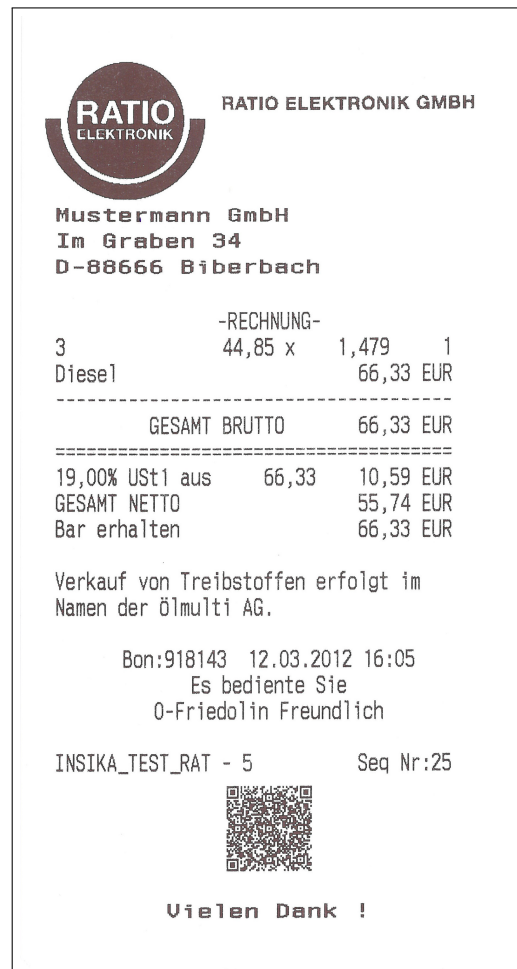 RATIO
ELEKTRONIK
RATIO ELEKTRONIK GMBH
Mustermann GmbH
Im Graben 34
D-88666 Biberbach
-RECHNUNG-
3 44,85 x 1,479 1
Diesel 66,33 EUR
GESAMT BRUTTO 66,33 EUR
19,00% USt1 aus 66,33 10,59 EUR
GESAMT NETTO 55,74 EUR
Bar erhalten 66,33 EUR
Verkauf von Treibstoffen erfolgt im
Namen der Ölmulti AG.
Bon:918143 12.03.2012 16:05
Es bediente Sie
0-Friedolin Freundlich
INSIKA_TEST_RAT - 5 Seq Nr:25
Vielen Dank !